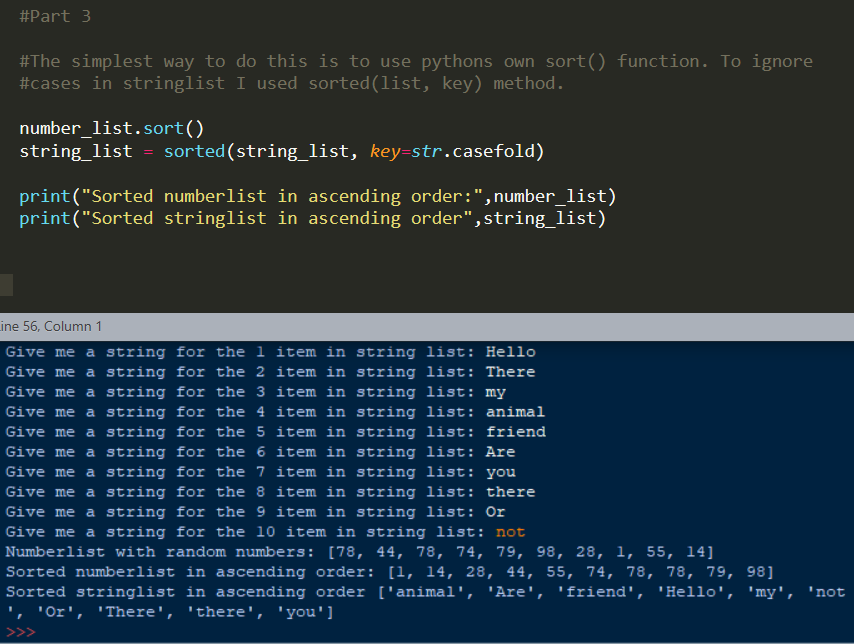 #Part 3
#The simplest way to do this is to use pythons own sort() function. To ignore
#cases in stringlist I used sorted(list, key) method.
number_list.sort()
string_list = sorted(string_list, key=str.casefold)
print("Sorted numberlist in ascending order:",number_list)
print("Sorted stringlist in ascending order",string_list)
ine 56, Column 1
Give me a string for the 1 item in string list: Hello
Give me a string for the 2 item in string list: There
Give me a string for the 3 item in string list: my
Give me a string for the 4 item in string list: animal
Give me a string for the 5 item in string list: friend
Give me a string for the 6 item in string list: Are
Give me a string for the 7 item in string list: you
Give me a string for the 8 item in string list: there
Give me a string for the 9 item in string list: Or
Give me a string for the 10 item in string list: not
Numberlist with random numbers: [78, 44, 78, 74, 79, 98, 28, 1, 55, 14]
Sorted numberlist in ascending order: [1, 14, 28, 44, 55, 74, 78, 78, 79, 98]
Sorted stringlist in ascending order ['animal', 'Are', 'friend', 'Hello', 'my', 'not
', 'Or', 'There', 'there', 'you']
>>>